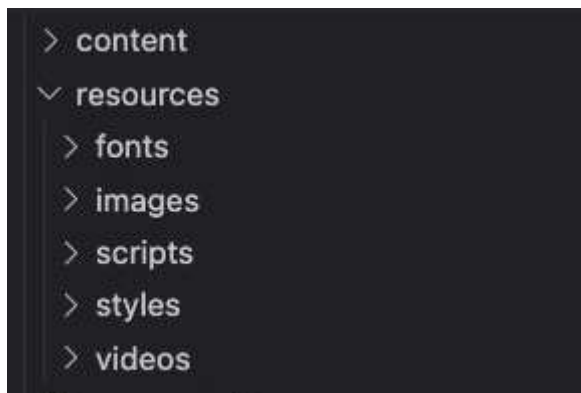 content
resources
fonts
images
scripts
styles
videos